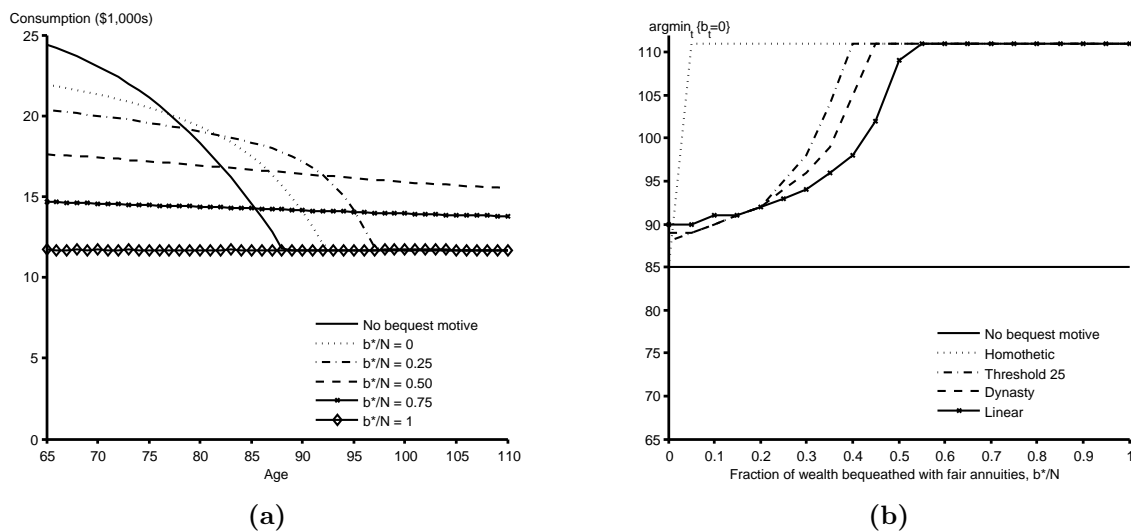 Consumption ($1,000s)
25
20
15
10
5
0
65
70
75
80
85
90
95
100
105
110
Age
No bequest motive
b*/N = 0
b*/N = 0.25
b*/N = 0.50
b*/N = 0.75
b*/N = 1
(a)
argmin_t {b_t=0}
110
105
100
95
90
85
80
75
70
65
0
0.1
0.2
0.3
0.4
0.5
0.6
0.7
0.8
0.9
1
Fraction of wealth bequeathed with fair annuities, b*/N
No bequest motive
Homothetic
Threshold 25
Dynasty
Linear
(b)